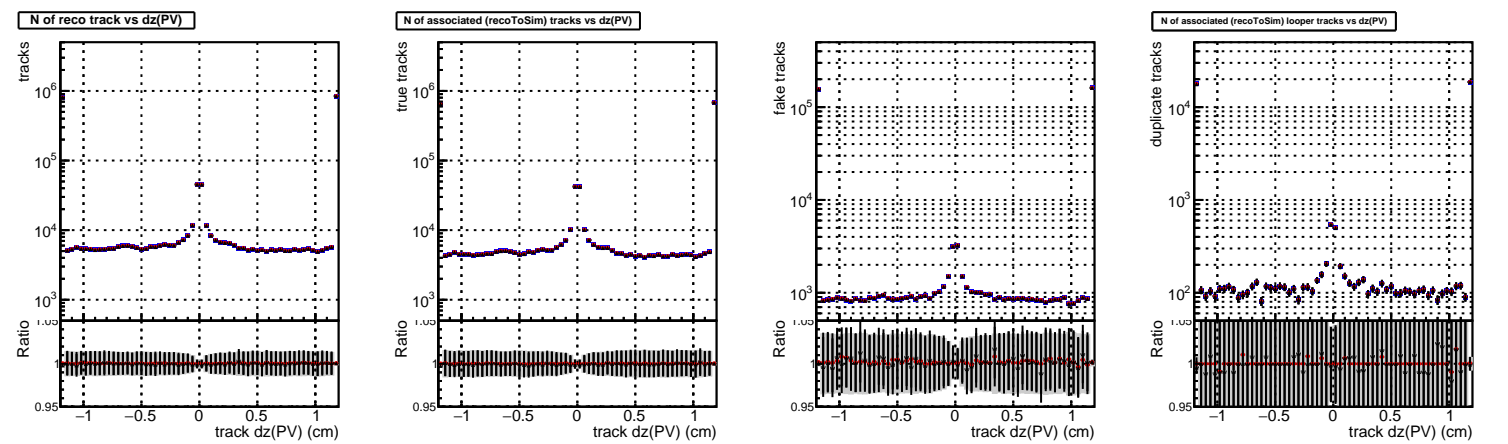 N of reco track vs dz(PV)
tracks
10^6
10^5
10^4
10^3
Ratio
1.05
1
0.95
−1 −0.5 0 0.5 1
track dz(PV) (cm)
N of associated (recoToSim) tracks vs dz(PV)
true tracks
10^6
10^5
10^4
10^3
Ratio
1.05
1
0.95
−1 −0.5 0 0.5 1
track dz(PV) (cm)
fake tracks
10^5
10^4
10^3
Ratio
1.05
1
0.95
−1 −0.5 0 0.5 1
track dz(PV) (cm)
N of associated (recoToSim) looper tracks vs dz(PV)
duplicate tracks
10^4
10^3
10^2
Ratio
1.05
1
0.95
−1 −0.5 0 0.5 1
track dz(PV) (cm)